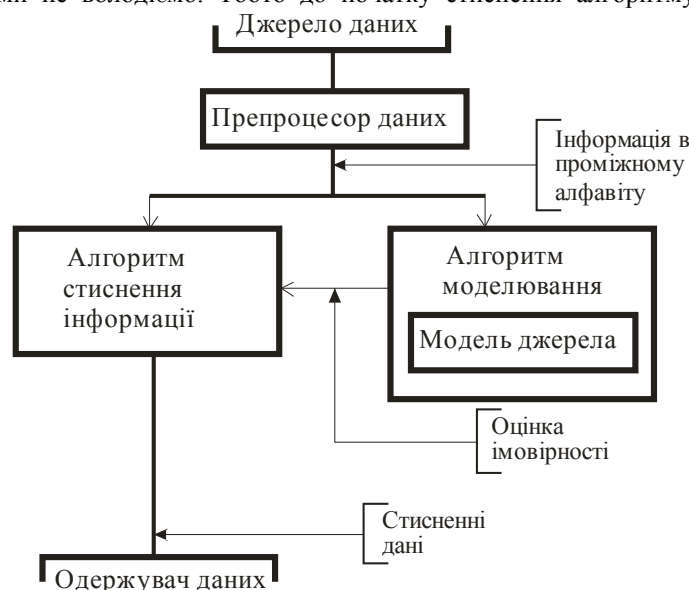 ми не володіємо. Тобто до початку стиснення алгоритму
Джерело даних
Препроцесор даних
Інформація в
проміжному
алфавіту
Алгоритм
стиснення
інформації
Алгоритм
моделювання
Модель джерела
Оцінка
імовірності
Стисненні
дані
Одержувач даних